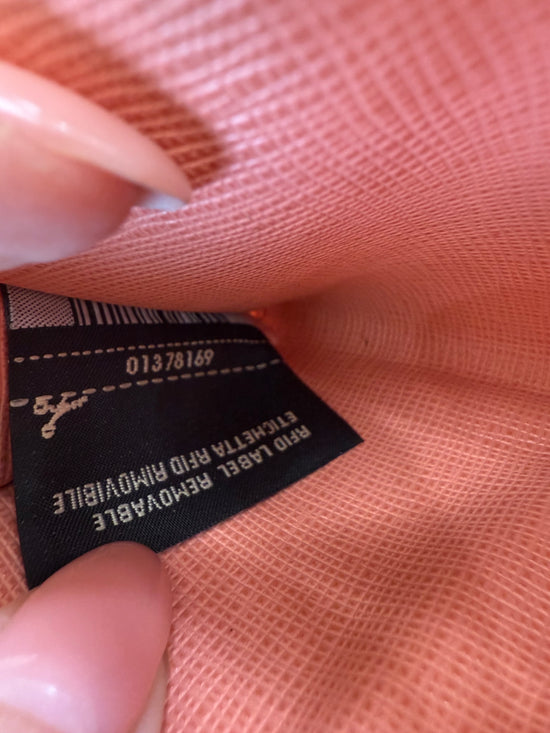 01378169
RFID LABEL REMOVABLE
ETICHETTA RFID RIMOVIBILE